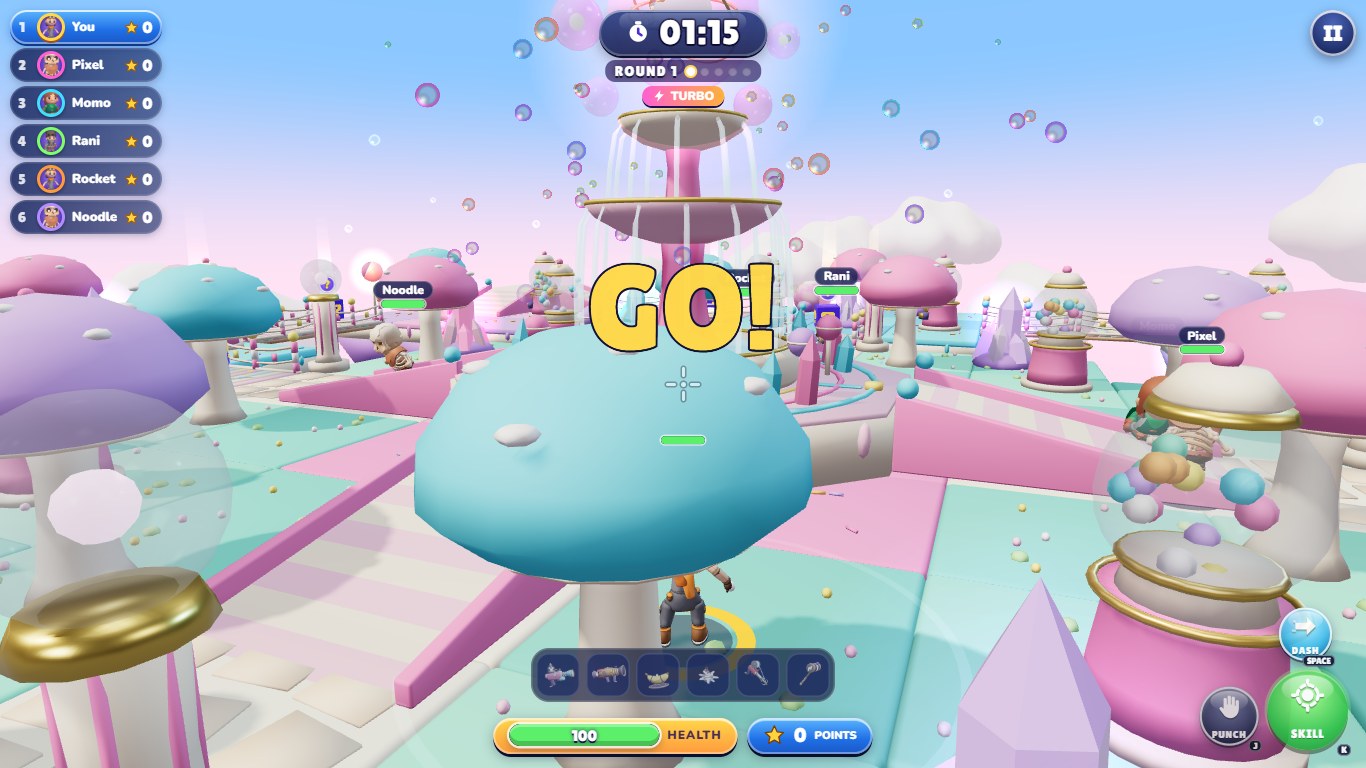 1 You 0
2 Pixel 0
3 Momo 0
4 Rani 0
5 Rocket 0
6 Noodle 0
01:15
ROUND 1
TURBO
GO!
Noodle
Rani
Pixel
100 HEALTH
0 POINTS
DASH
SPACE
PUNCH
J
SKILL
K